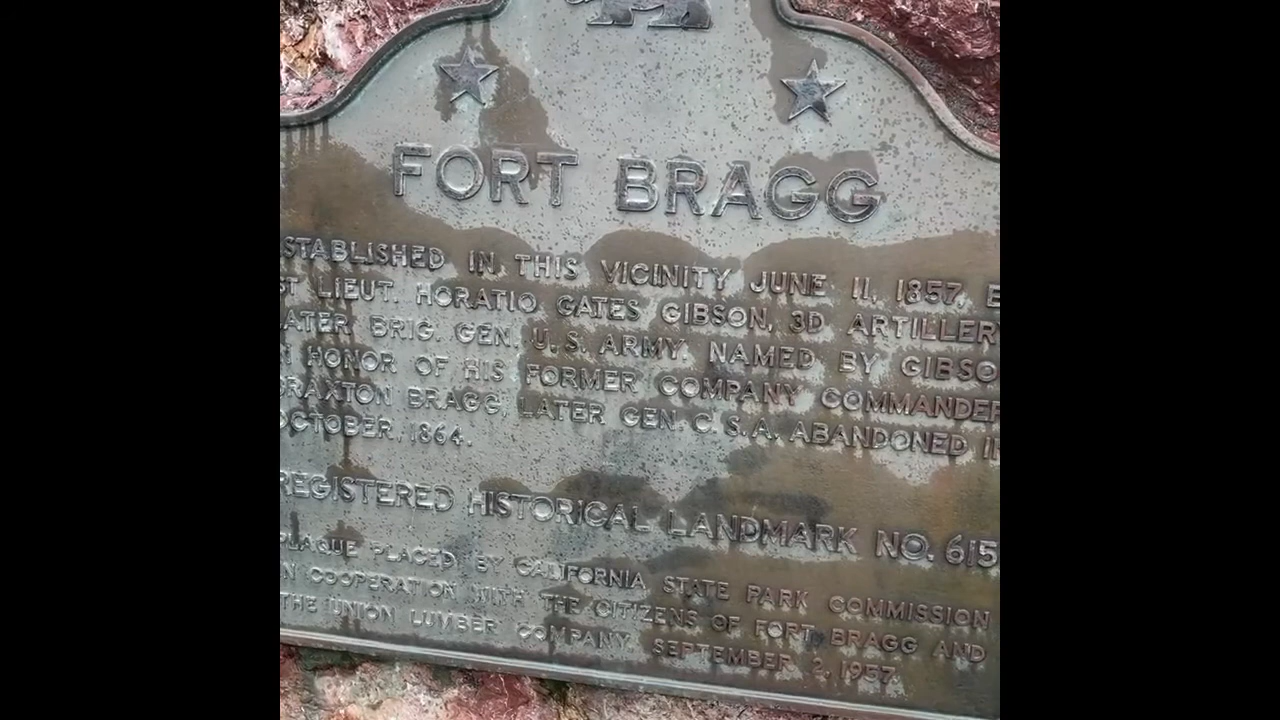 FORT BRAGG
STABLISHED IN THIS VICINITY JUNE 11, 1857, B
ST LIEUT. HORATIO GATES GIBSON, 3D ARTILLERY
ATER BRIG. GEN. U.S. ARMY. NAMED BY GIBSO
N HONOR OF HIS FORMER COMPANY COMMANDER
BRAXTON BRAGG, LATER GEN. C.S.A. ABANDONED IN
OCTOBER, 1864.
REGISTERED HISTORICAL LANDMARK NO. 615
PLAQUE PLACED BY CALIFORNIA STATE PARK COMMISSION
IN COOPERATION WITH THE CITIZENS OF FORT BRAGG AND
THE UNION LUMBER COMPANY, SEPTEMBER 2, 1957.